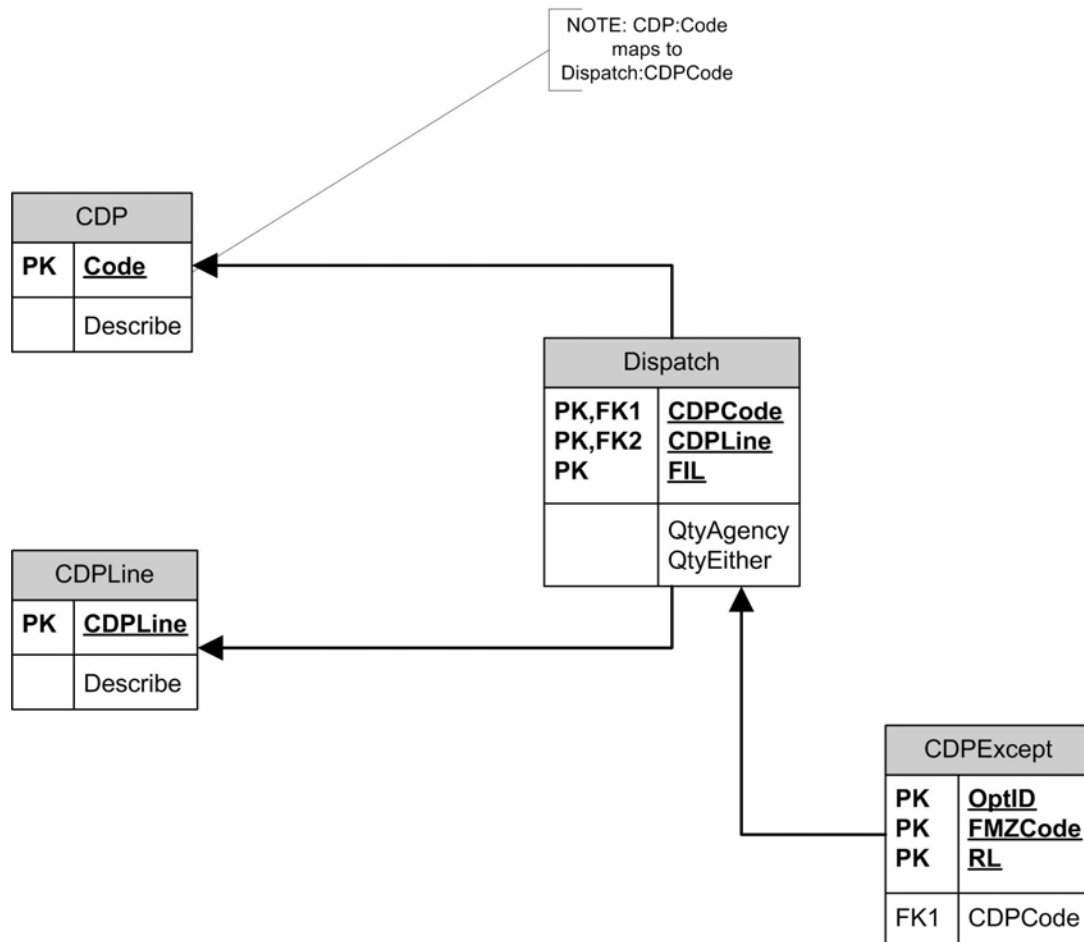 NOTE: CDP:Code
maps to
Dispatch:CDPCode
CDP
PK Code
Describe
Dispatch
PK,FK1 CDPCode
PK,FK2 CDPLine
PK FIL
QtyAgency
QtyEither
CDPLine
PK CDPLine
Describe
CDPExcept
PK OptID
PK FMZCode
PK RL
FK1 CDPCode